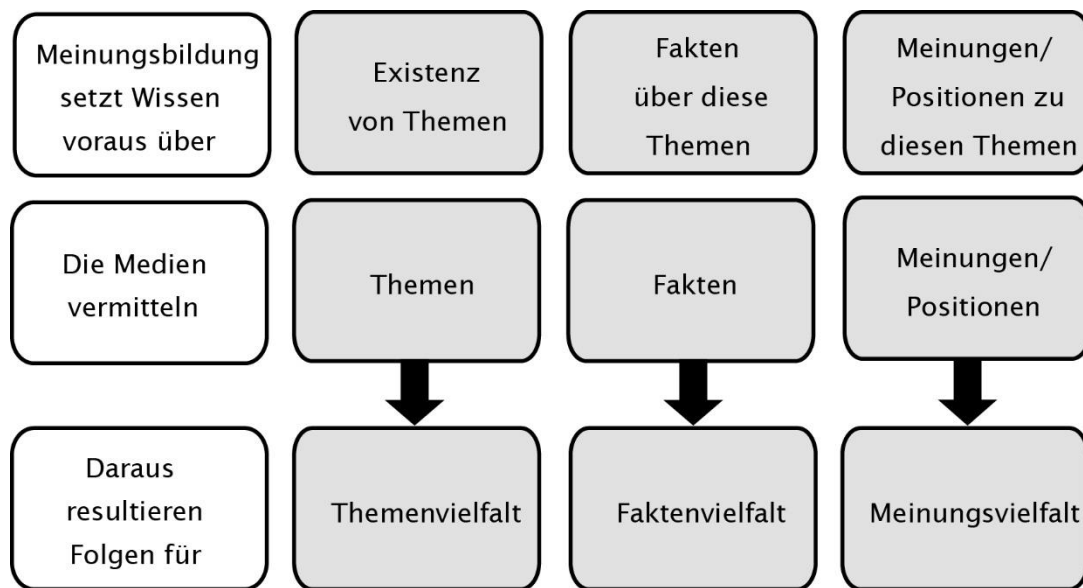 Meinungsbildung
setzt Wissen
voraus über
Existenz
von Themen
Fakten
über diese
Themen
Meinungen/
Positionen zu
diesen Themen
Die Medien
vermitteln
Themen
Fakten
Meinungen/
Positionen
Daraus
resultieren
Folgen für
Themenvielfalt
Faktenvielfalt
Meinungsvielfalt